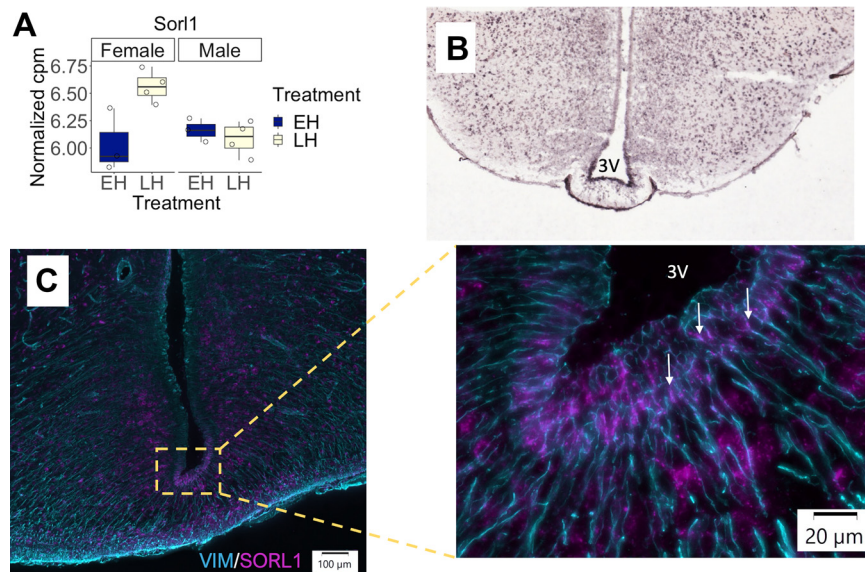 A
Sorl1
Female Male
Normalized cpm
6.75
6.50
6.25
6.00
EH LH EH LH
Treatment
Treatment
EH
LH
B
3V
C
VIM/SORL1
100 µm
3V
20 µm